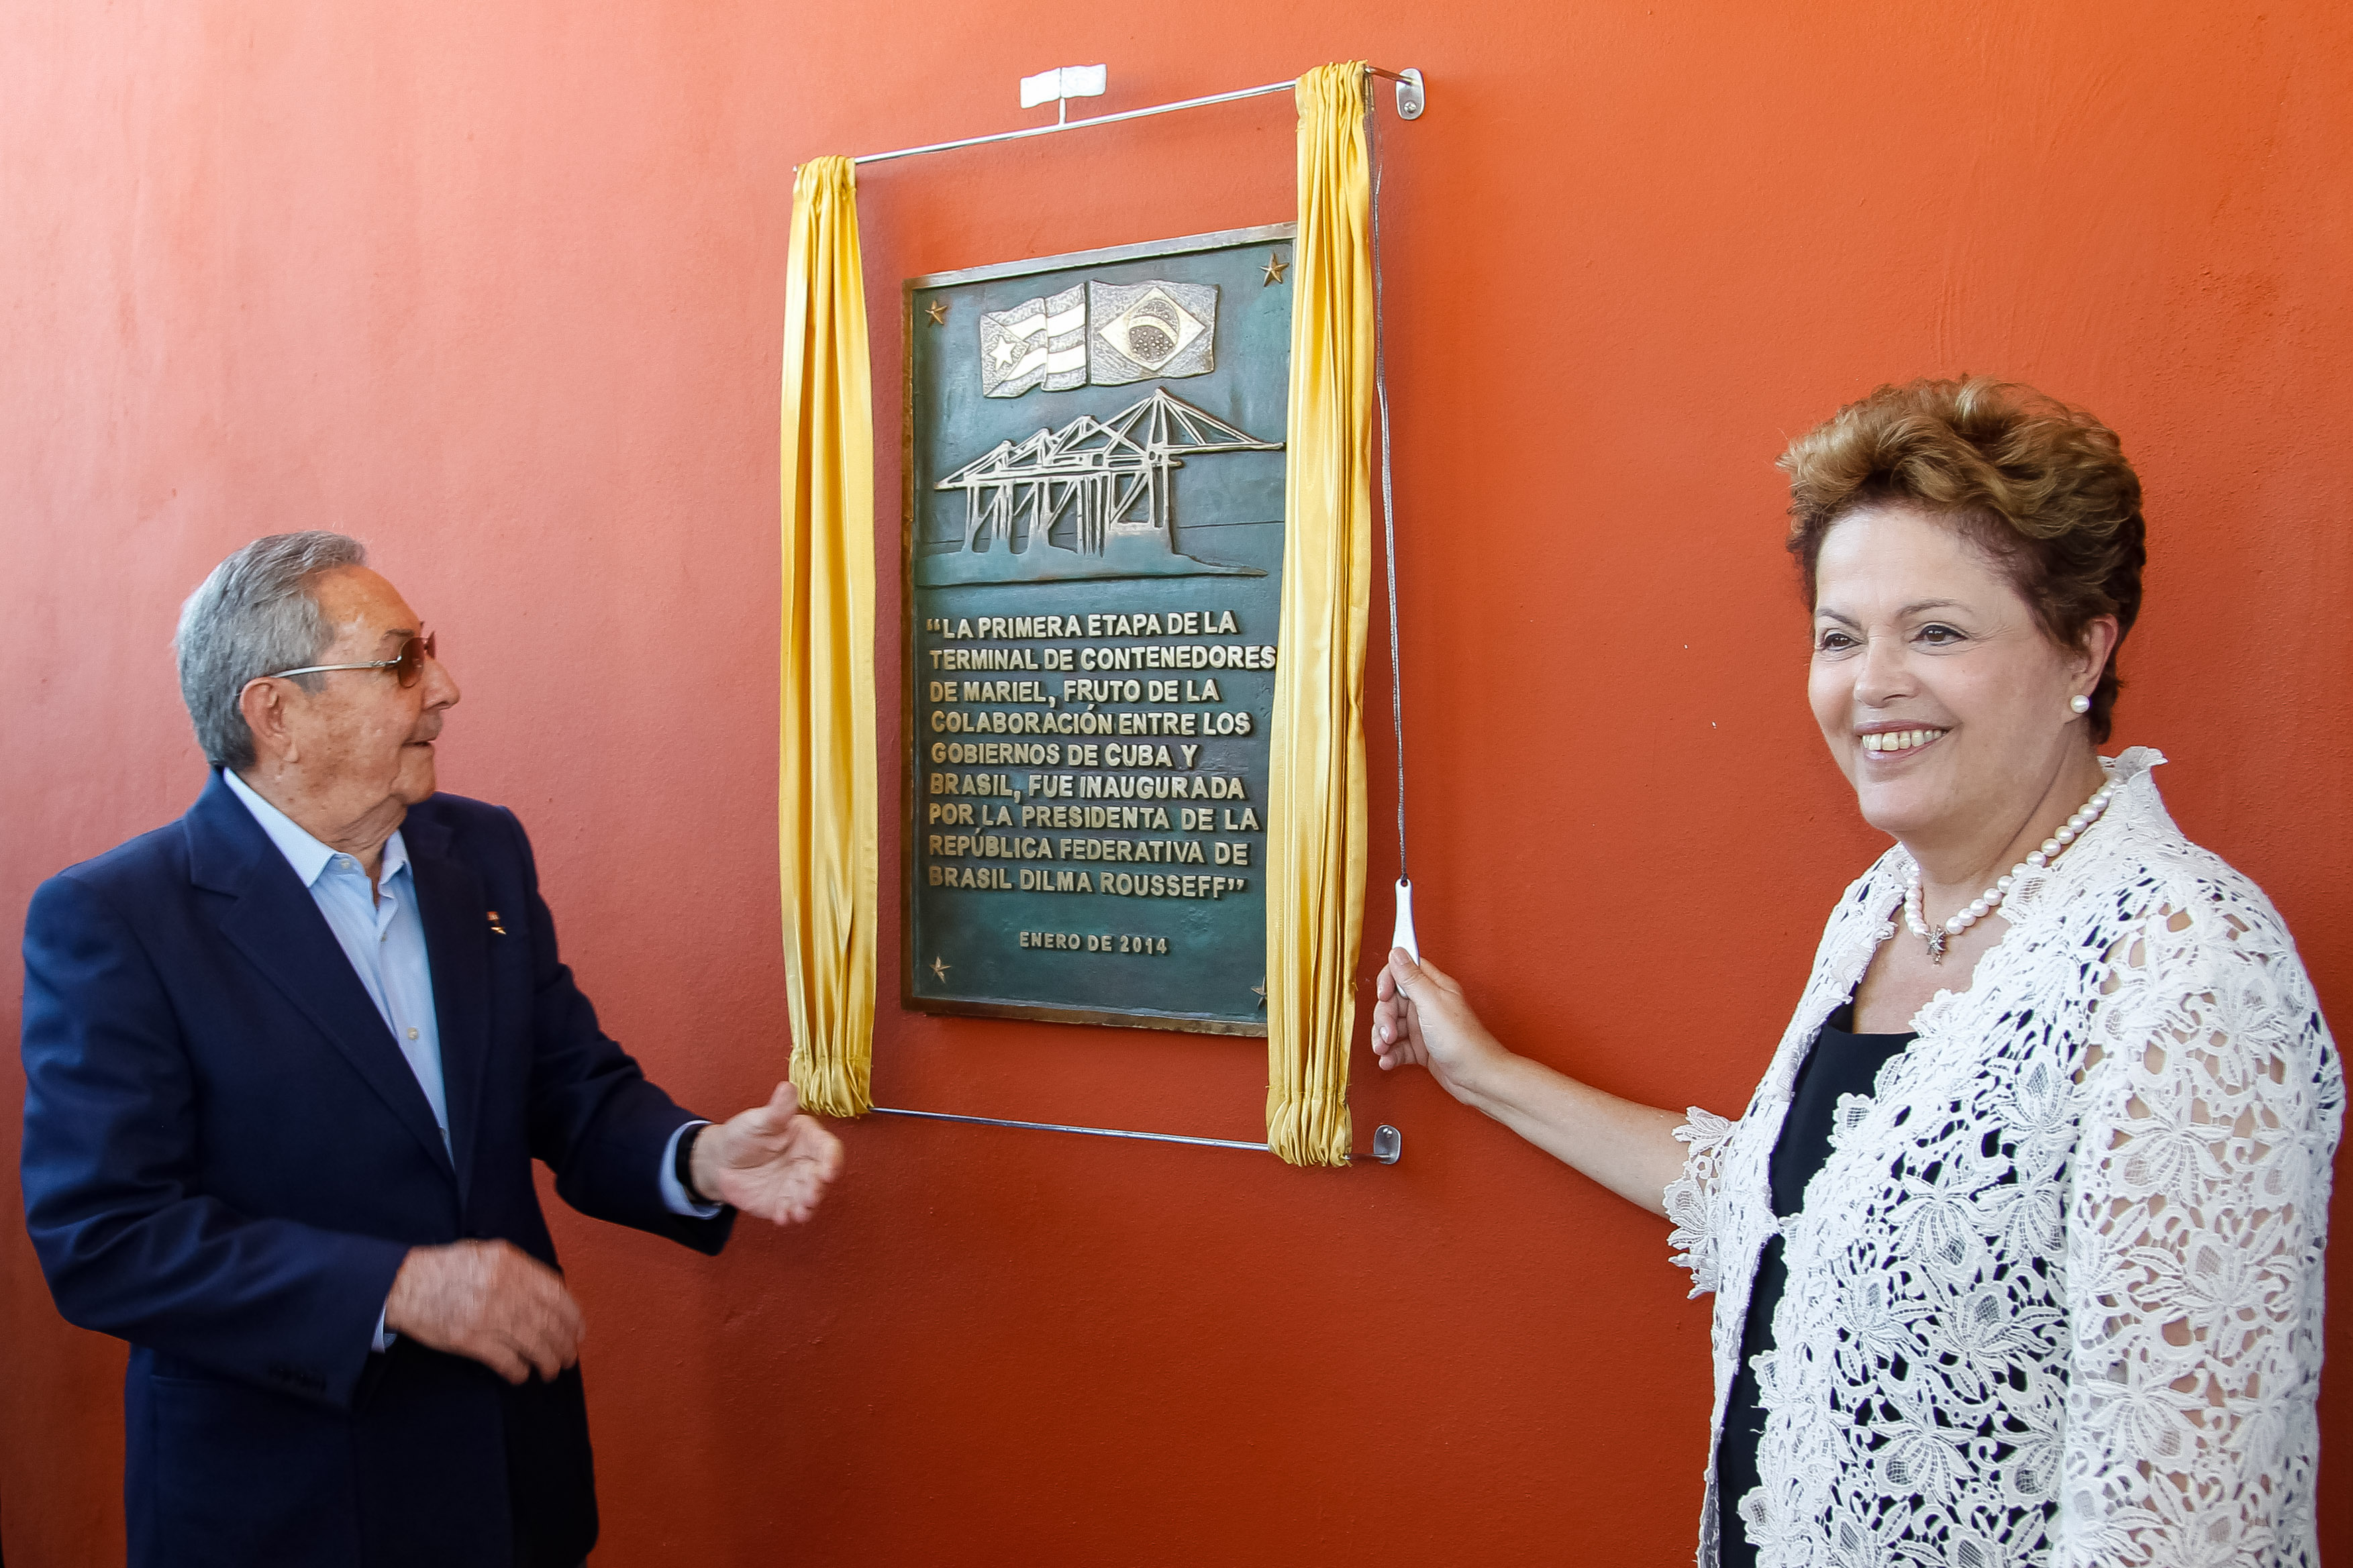 “LA PRIMERA ETAPA DE LA
TERMINAL DE CONTENEDORES
DE MARIEL, FRUTO DE LA
COLABORACIÓN ENTRE LOS
GOBIERNOS DE CUBA Y
BRASIL, FUE INAUGURADA
POR LA PRESIDENTA DE LA
REPÚBLICA FEDERATIVA DE
BRASIL DILMA ROUSSEFF”
ENERO DE 2014